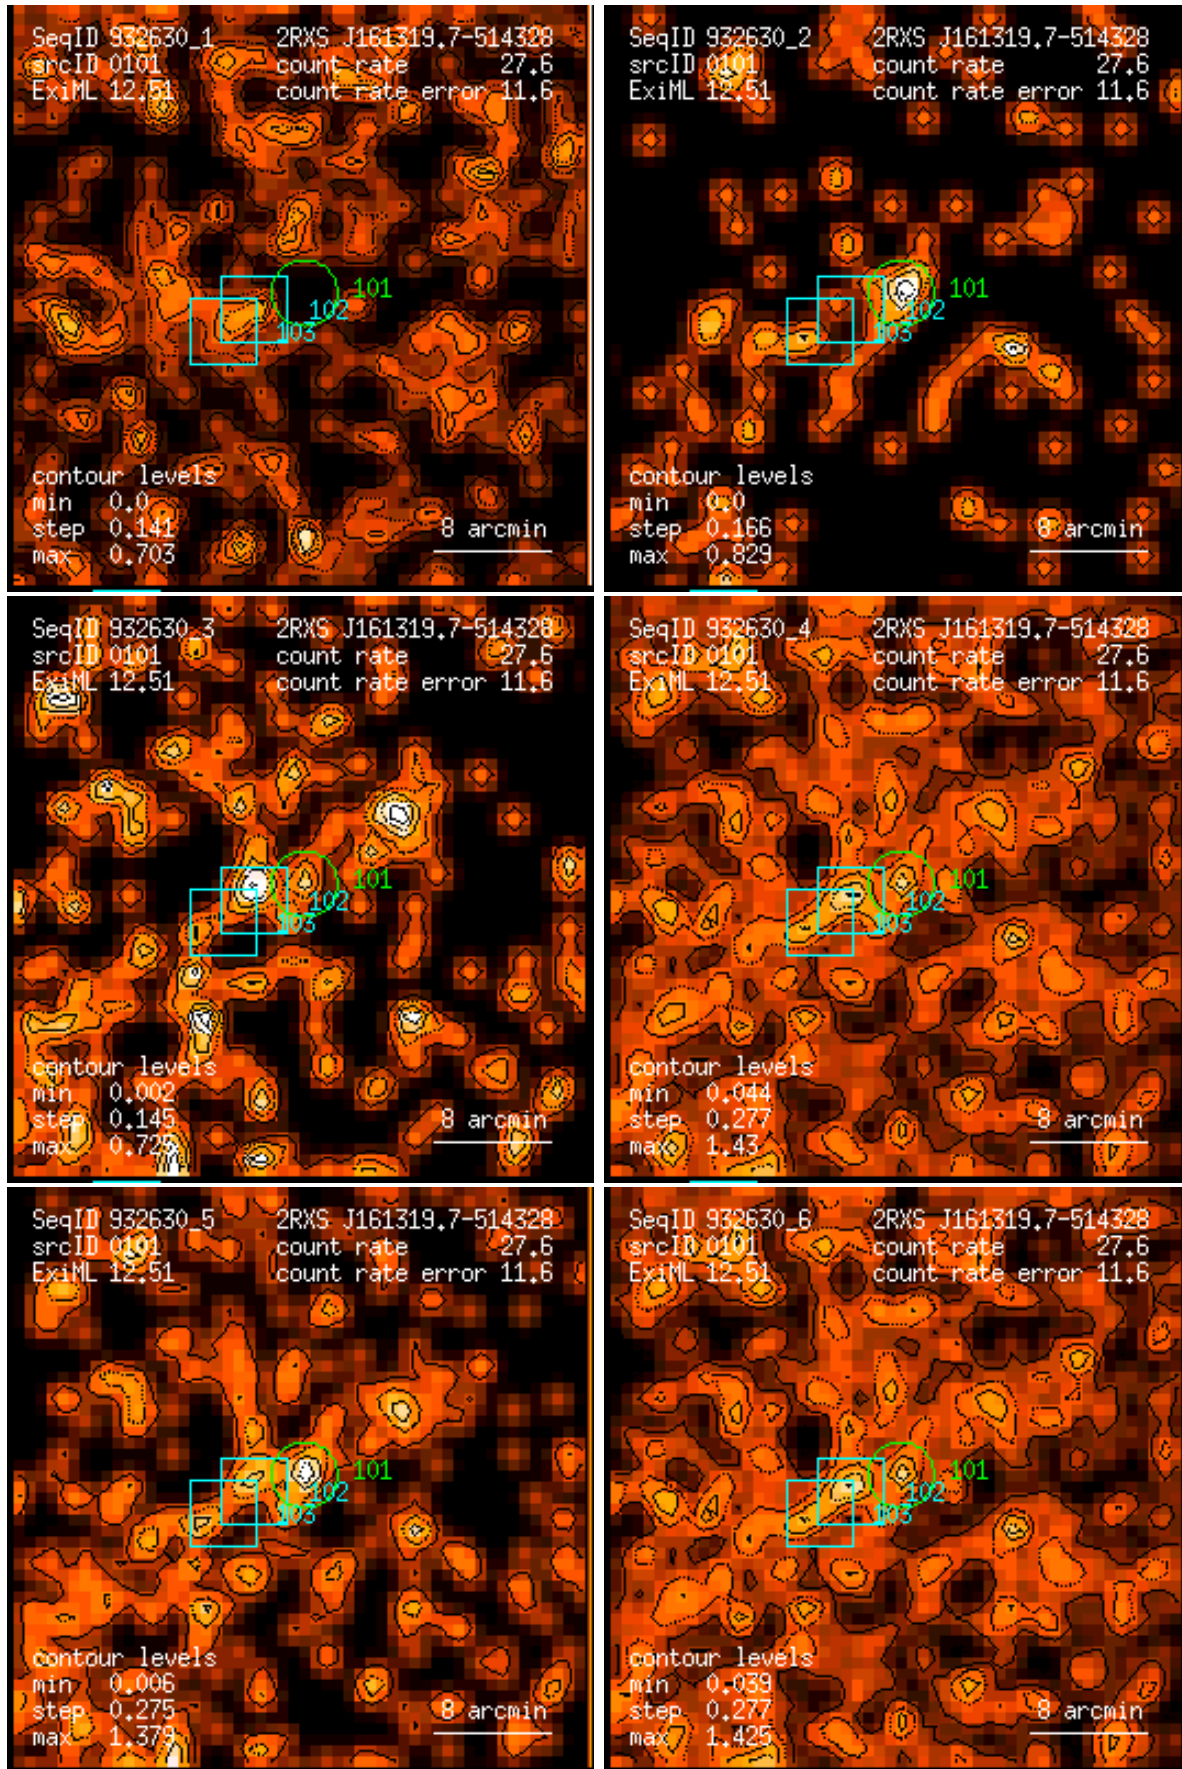 SeqID 932630_1 2RXS J161319.7-514328
srcID 0101 count rate 27.6
ExiML 12.51 count rate error 11.6
101
102
103
contour levels
min 0.0
step 0.141 8 arcmin
max 0.703
SeqID 932630_2 2RXS J161319.7-514328
srcID 0101 count rate 27.6
ExiML 12.51 count rate error 11.6
101
102
103
contour levels
min 0.0
step 0.166 8 arcmin
max 0.829
SeqID 932630_3 2RXS J161319.7-514328
srcID 0101 count rate 27.6
ExiML 12.51 count rate error 11.6
101
102
103
contour levels
min 0.002
step 0.145 8 arcmin
max
SeqID 932630_4 2RXS J161319.7-514328
srcID 0101 count rate 27.6
ExiML 12.51 count rate error 11.6
101
102
103
contour levels
min 0.044
step 0.277 8 arcmin
max 1.43
SeqID 932630_5 2RXS J161319.7-514328
srcID 0101 count rate 27.6
ExiML 12.51 count rate error 11.6
101
102
103
contour levels
min 0.006
step 0.275 8 arcmin
max 1.379
SeqID 932630_6 2RXS J161319.7-514328
srcID 0101 count rate 27.6
ExiML 12.51 count rate error 11.6
101
102
103
contour levels
min 0.039
step 0.277 8 arcmin
max 1.425